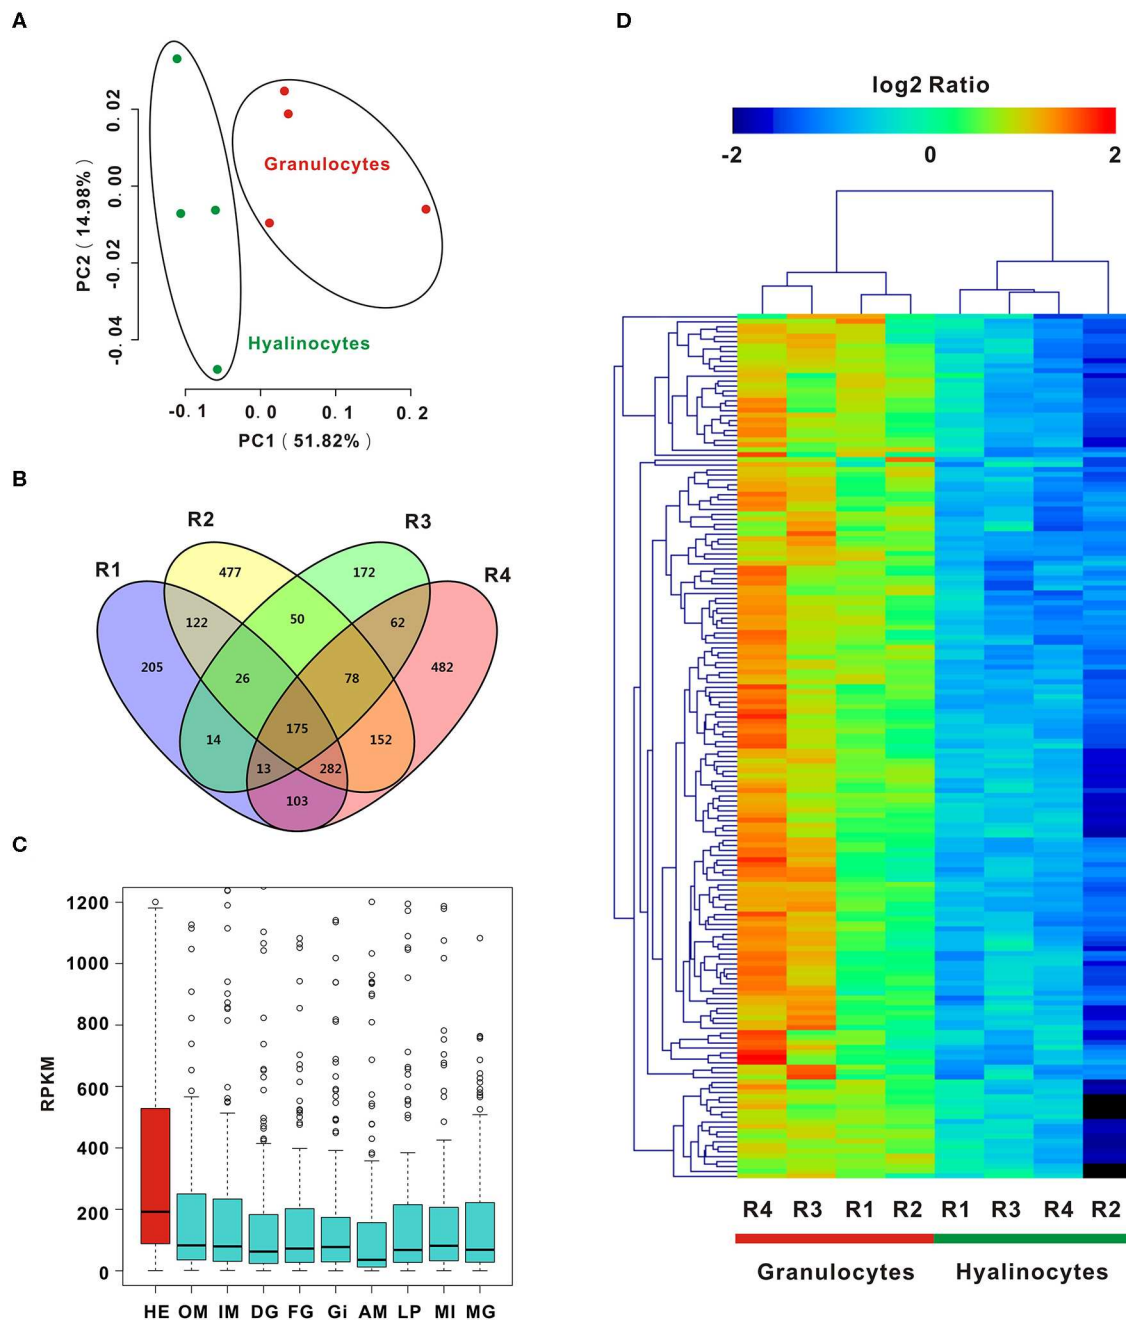 A
0.02
0.00
-0.02
-0.04
PC2 (14.98%)
Granulocytes
Hyalinocytes
-0.1
0.0
0.1
0.2
PC1 (51.82%)
B
R1
R2
R3
R4
477
172
122
50
62
205
26
78
482
14
175
152
13
282
103
C
1200
1000
800
600
400
200
0
RPKM
HE OM IM DG FG Gi AM LP MI MG
D
log2 Ratio
-2 0 2
R4 R3 R1 R2 R1 R3 R4 R2
Granulocytes Hyalinocytes